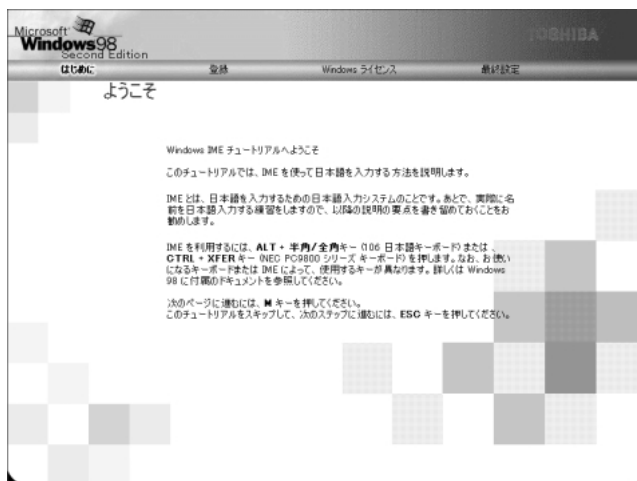 Microsoft
Windows98
Second Edition
TOSHIBA
はじめに 登録 Windows ライセンス 最終設定
ようこそ
Windows IME チュートリアルへようこそ
このチュートリアルでは、IME を使って日本語を入力する方法を説明します。
IME とは、日本語を入力するための日本語入力システムのことです。あとで、実際に名
前を日本語入力する練習をしますので、以降の説明の要点を書き留めておくことをお
勧めします。
IME を利用するには、ALT + 半角/全角キー (106 日本語キーボード) または 、
CTRL + XFER キー (NEC PC9800 シリーズ キーボード) を押します。なお、お使い
になるキーボードまたは IME によって、使用するキーが異なります。詳しくは Windows
98 に付属のドキュメントを参照してください。
次のページに進むには、N キーを押してください。
このチュートリアルをスキップして、次のステップに進むには、ESC キーを押してください。